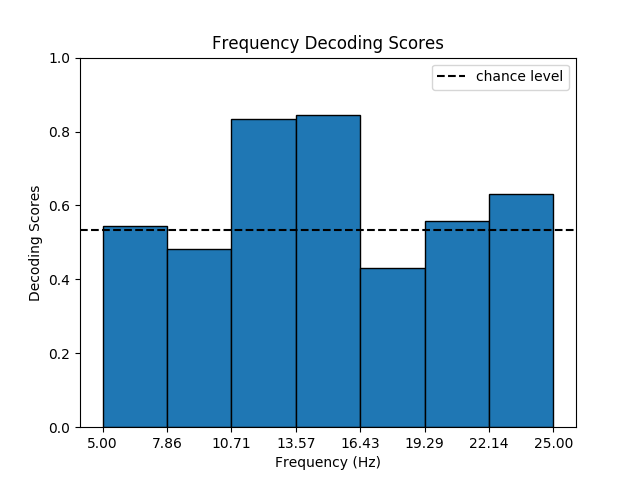 Frequency Decoding Scores
chance level
1.0
0.8
0.6
0.4
0.2
0.0
Decoding Scores
5.00 7.86 10.71 13.57 16.43 19.29 22.14 25.00
Frequency (Hz)